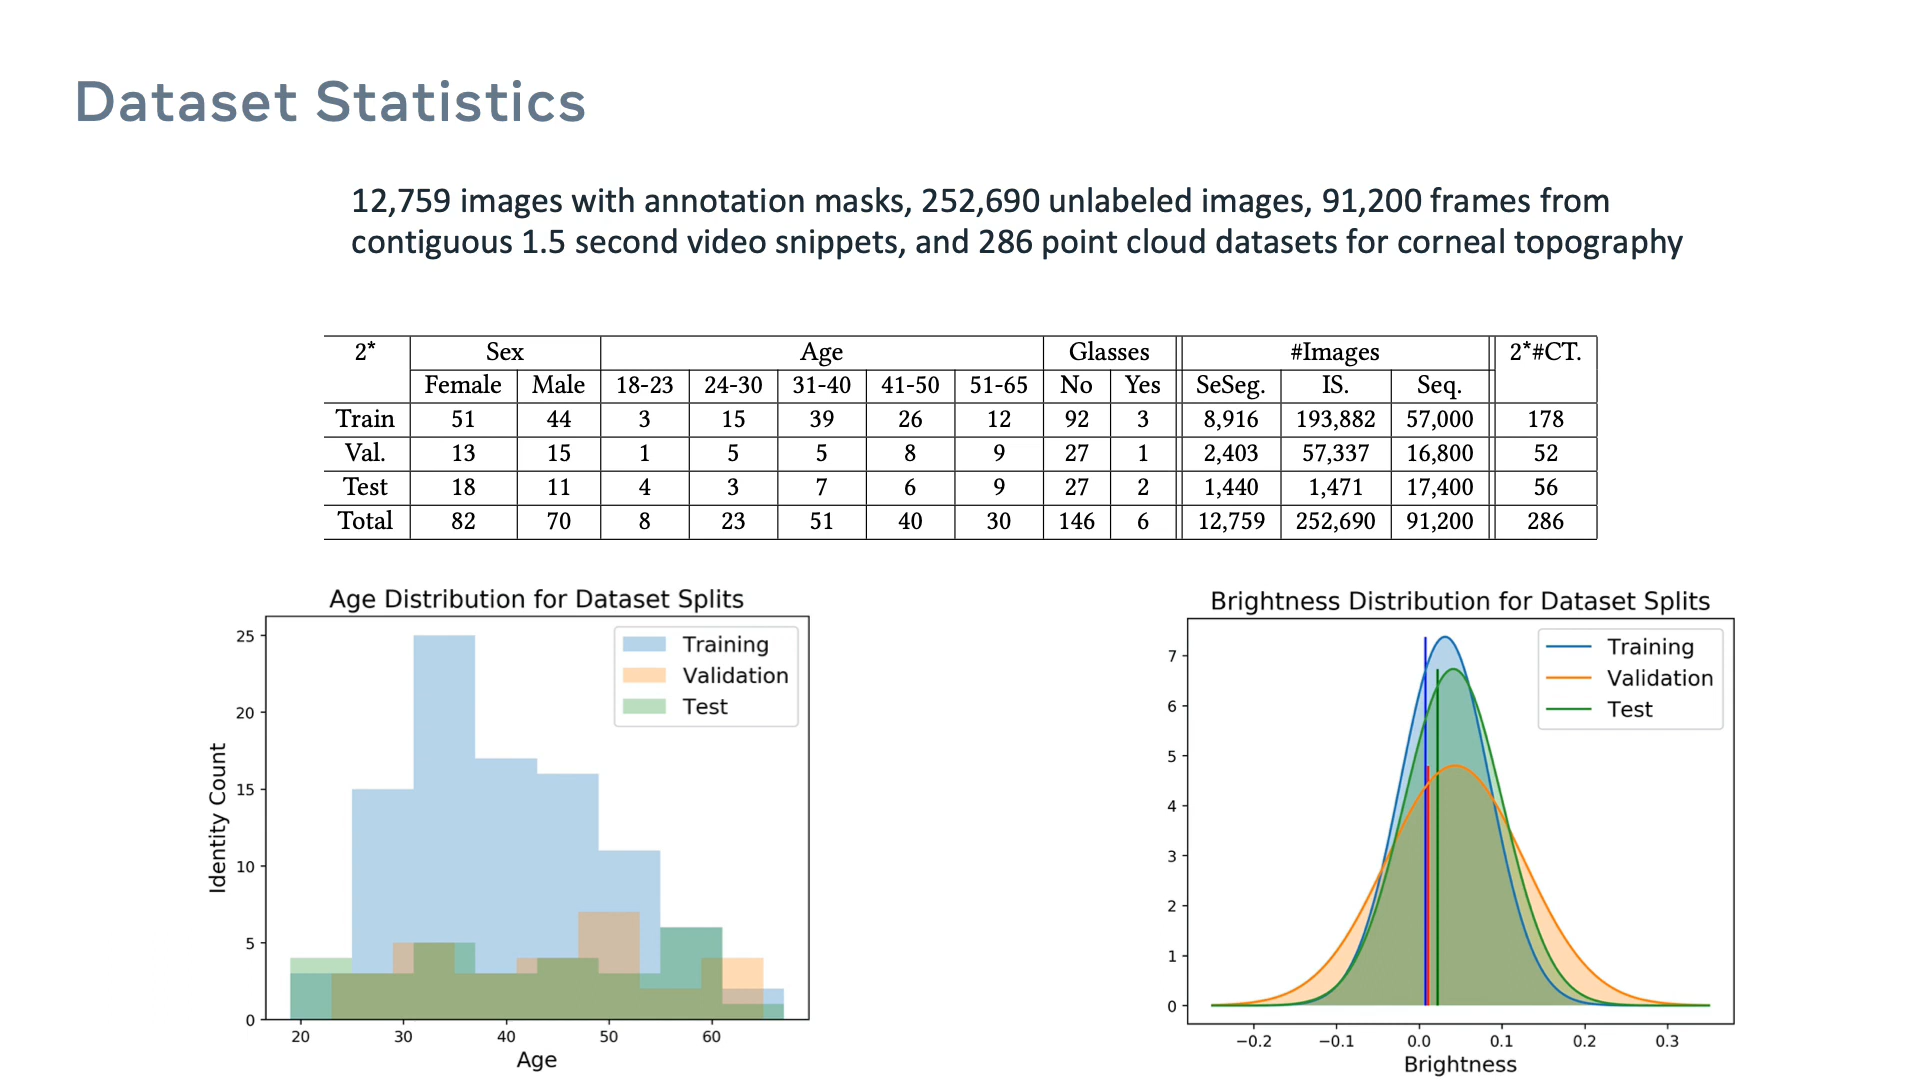 Dataset Statistics
12,759 images with annotation masks, 252,690 unlabeled images, 91,200 frames from
contiguous 1.5 second video snippets, and 286 point cloud datasets for corneal topography
2* Sex Age Glasses #Images 2*#CT.
Female Male 18-23 24-30 31-40 41-50 51-65 No Yes SeSeg. IS. Seq.
Train 51 44 3 15 39 26 12 92 3 8,916 193,882 57,000 178
Val. 13 15 1 5 5 8 9 27 1 2,403 57,337 16,800 52
Test 18 11 4 3 7 6 9 27 2 1,440 1,471 17,400 56
Total 82 70 8 23 51 40 30 146 6 12,759 252,690 91,200 286
Age Distribution for Dataset Splits
Training
Validation
Test
Identity Count
25
20
15
10
5
0
20 30 40 50 60
Age
Brightness Distribution for Dataset Splits
Training
Validation
Test
7
6
5
4
3
2
1
0
−0.2 −0.1 0.0 0.1 0.2 0.3
Brightness